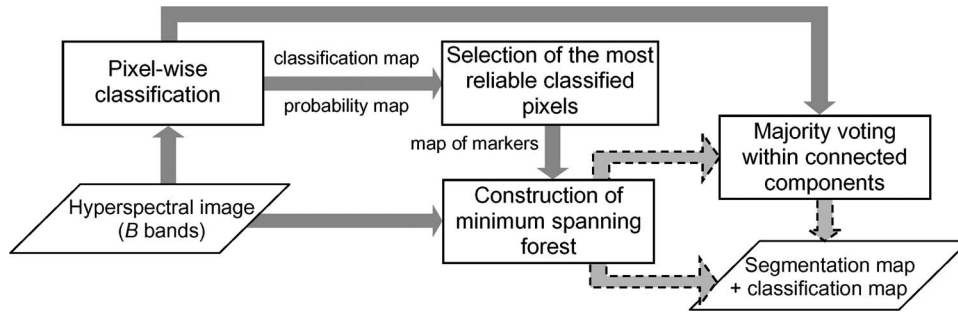 Pixel-wise
classification
classification map
probability map
Selection of the most
reliable classified
pixels
map of markers
Majority voting
within connected
components
Hyperspectral image
(B bands)
Construction of
minimum spanning
forest
Segmentation map
+ classification map